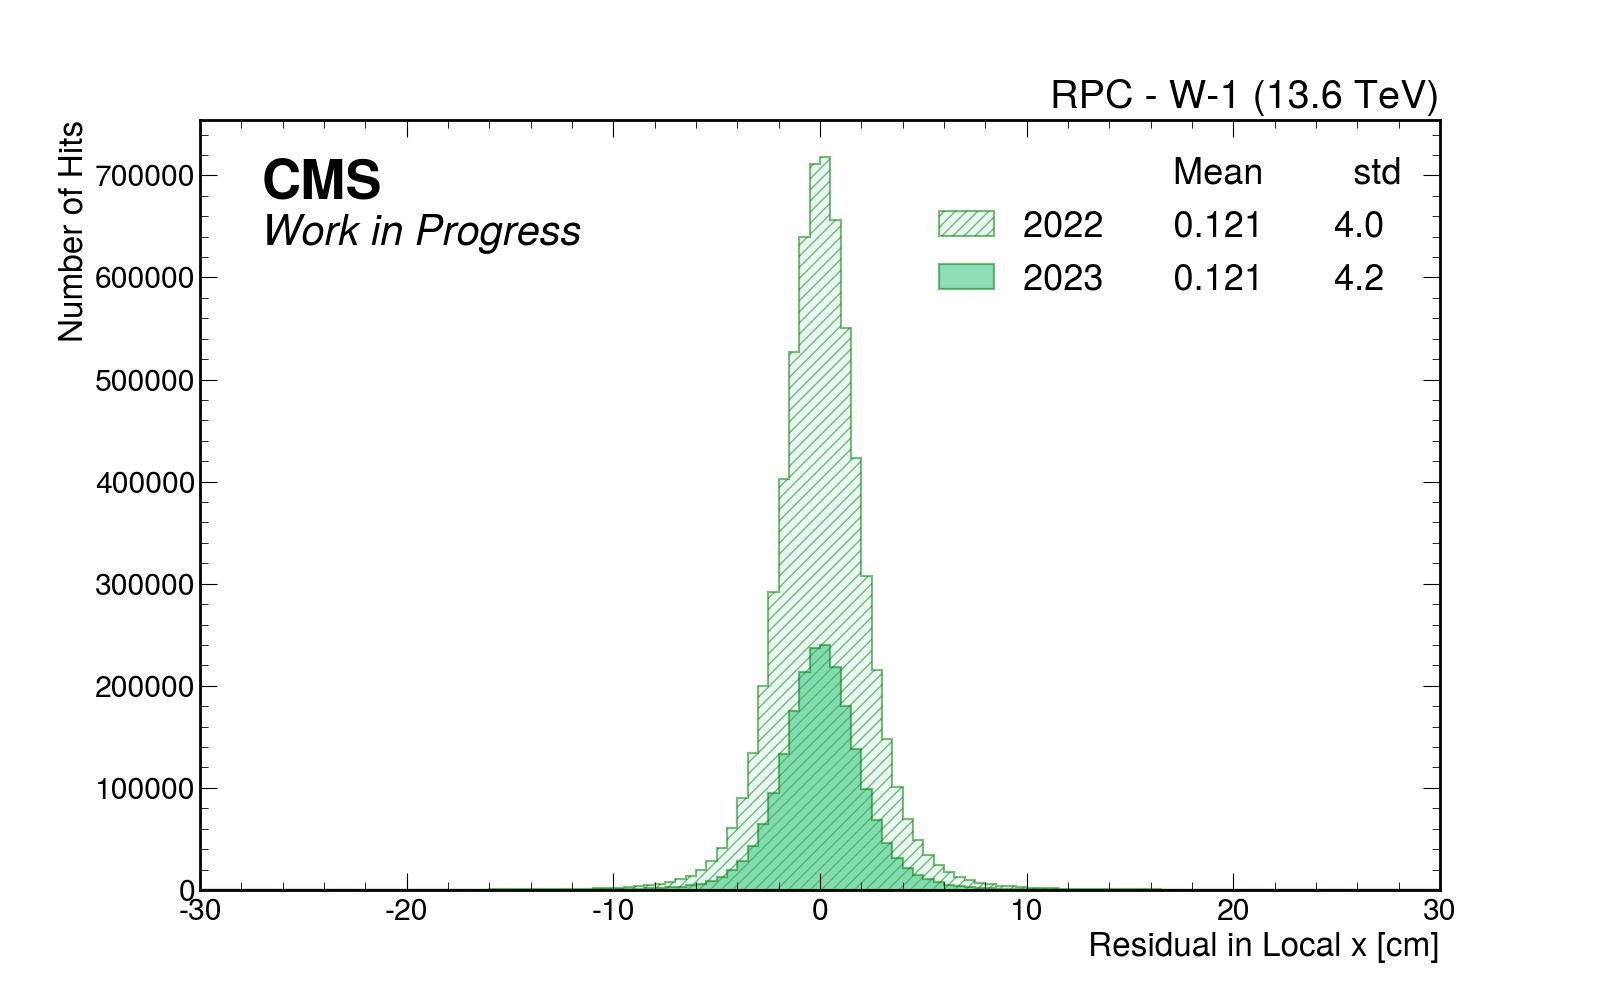 RPC - W-1 (13.6 TeV)
Number of Hits
CMS
Work in Progress
Mean std
2022 0.121 4.0
2023 0.121 4.2
700000
600000
500000
400000
300000
200000
100000
0
-30 -20 -10 0 10 20 30
Residual in Local x [cm]